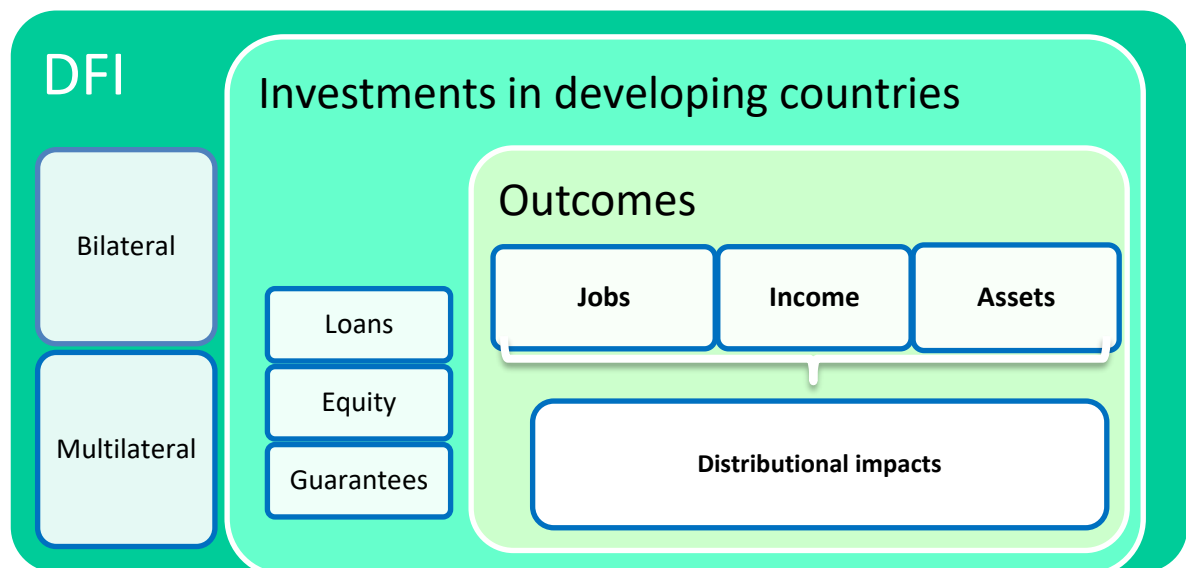 DFI
Investments in developing countries
Outcomes
Bilateral
Multilateral
Loans
Equity
Guarantees
Jobs
Income
Assets
Distributional impacts